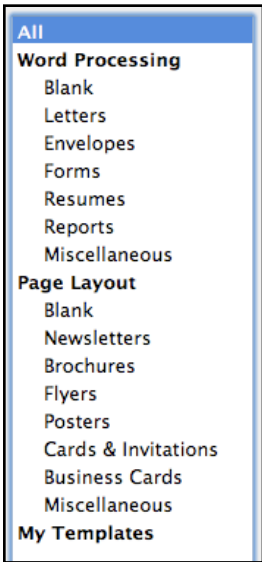 All
Word Processing
Blank
Letters
Envelopes
Forms
Resumes
Reports
Miscellaneous
Page Layout
Blank
Newsletters
Brochures
Flyers
Posters
Cards & Invitations
Business Cards
Miscellaneous
My Templates